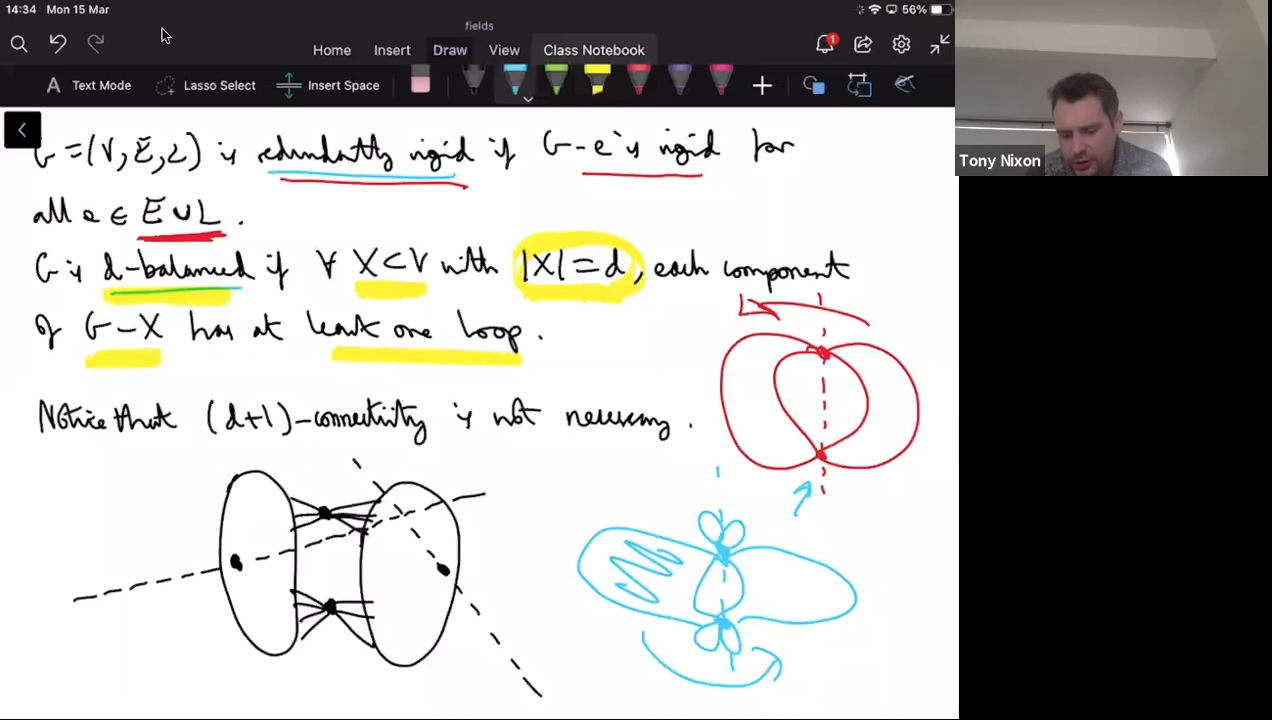 14:34 Mon 15 Mar
56%
fields
Home Insert Draw View Class Notebook
1
A Text Mode Lasso Select Insert Space
Tony Nixon
G = (V, E, L) is redundantly rigid if G-e is rigid for
all e ∈ E ∪ L.
G is d-balanced if ∀ X ⊂ V with |X| = d, each component
of G-X has at least one loop.
Notice that (d+1)-connectivity is not necessary.